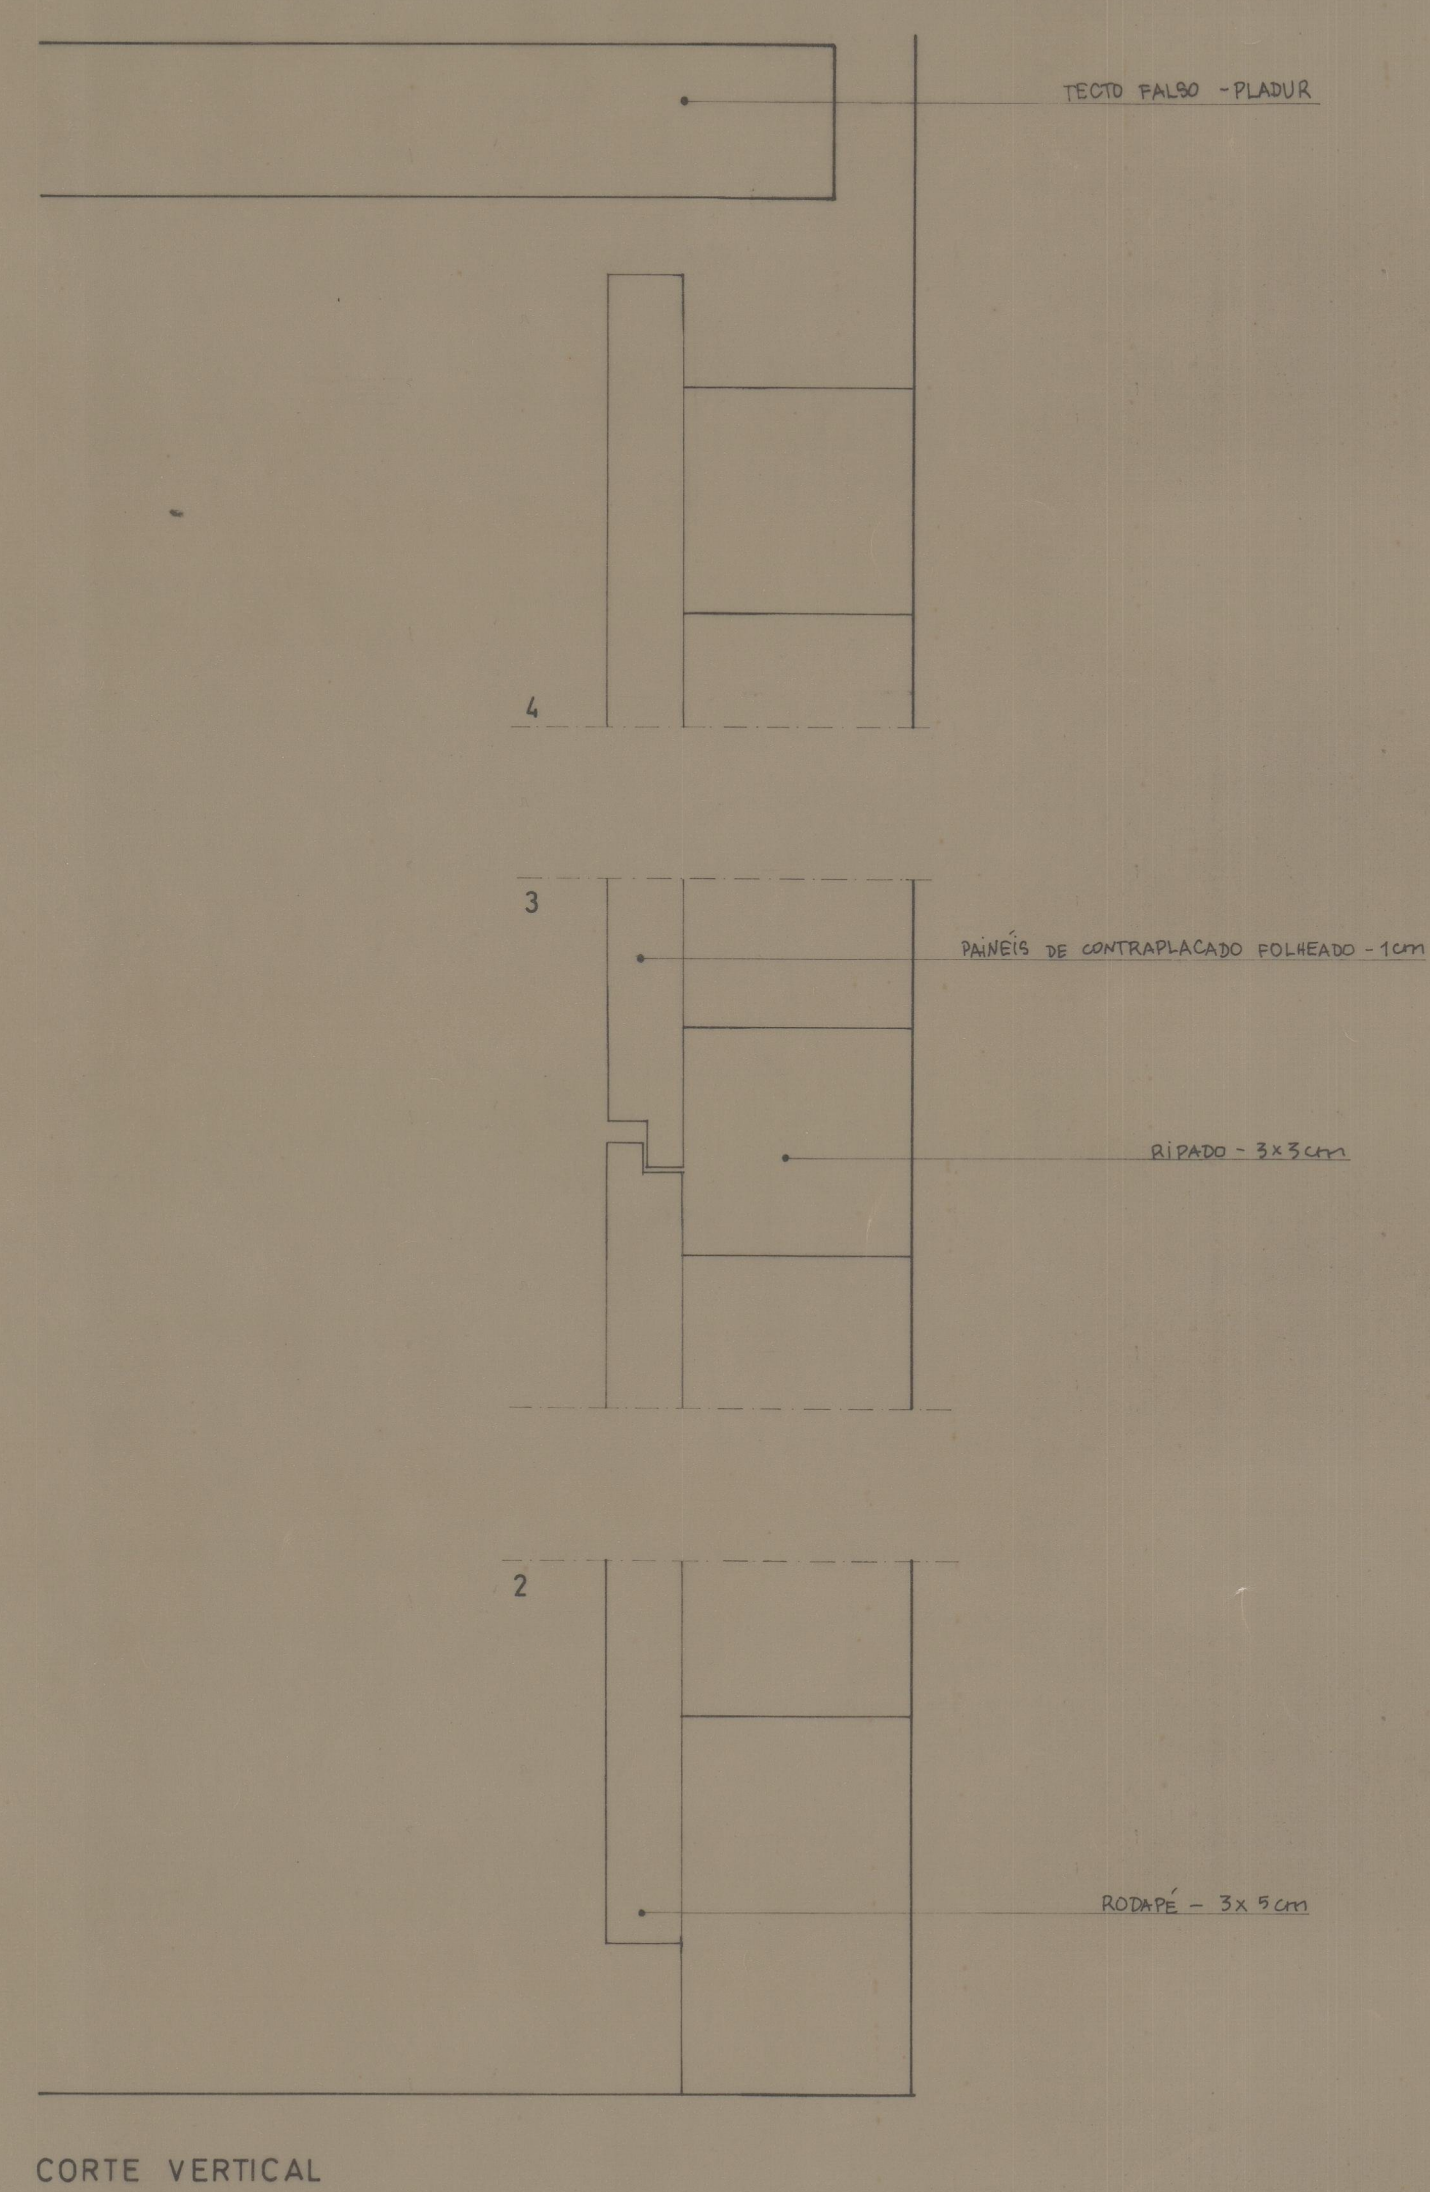 TECTO FALSO - PLADUR
4
3
PAINÉIS DE CONTRAPLACADO FOLHEADO - 1cm
RIPADO - 3x3cm
2
RODAPÉ - 3x5cm
CORTE VERTICAL